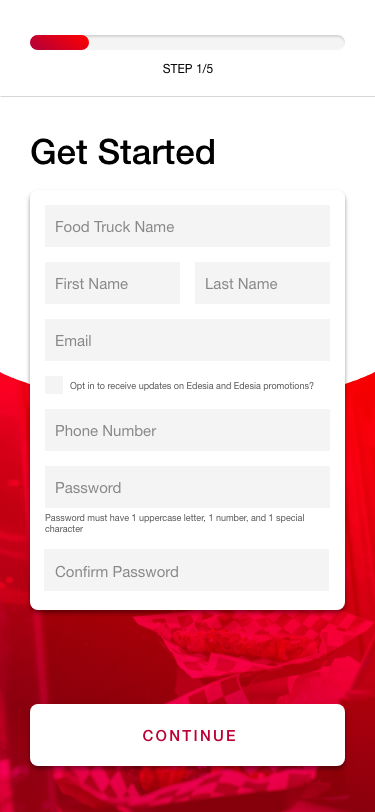 STEP 1/5
Get Started
Food Truck Name
First Name
Last Name
Email
Opt in to receive updates on Edesia and Edesia promotions?
Phone Number
Password
Password must have 1 uppercase letter, 1 number, and 1 special
character
Confirm Password
CONTINUE